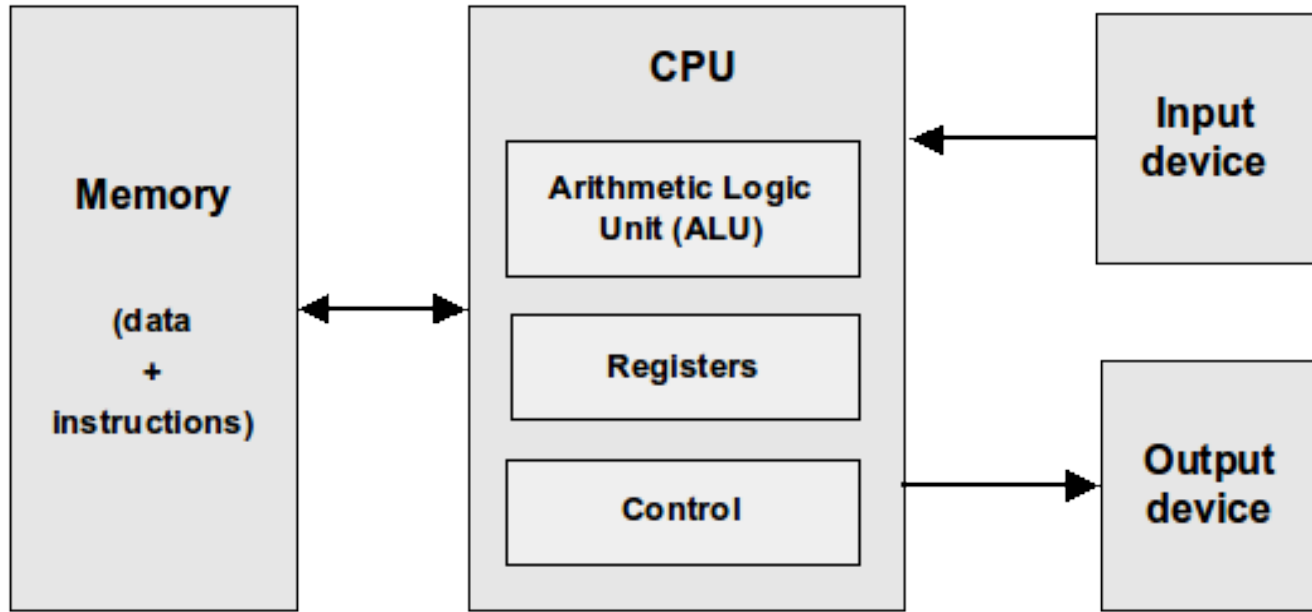 Memory
(data
+
instructions)
CPU
Arithmetic Logic
Unit (ALU)
Registers
Control
Input
device
Output
device